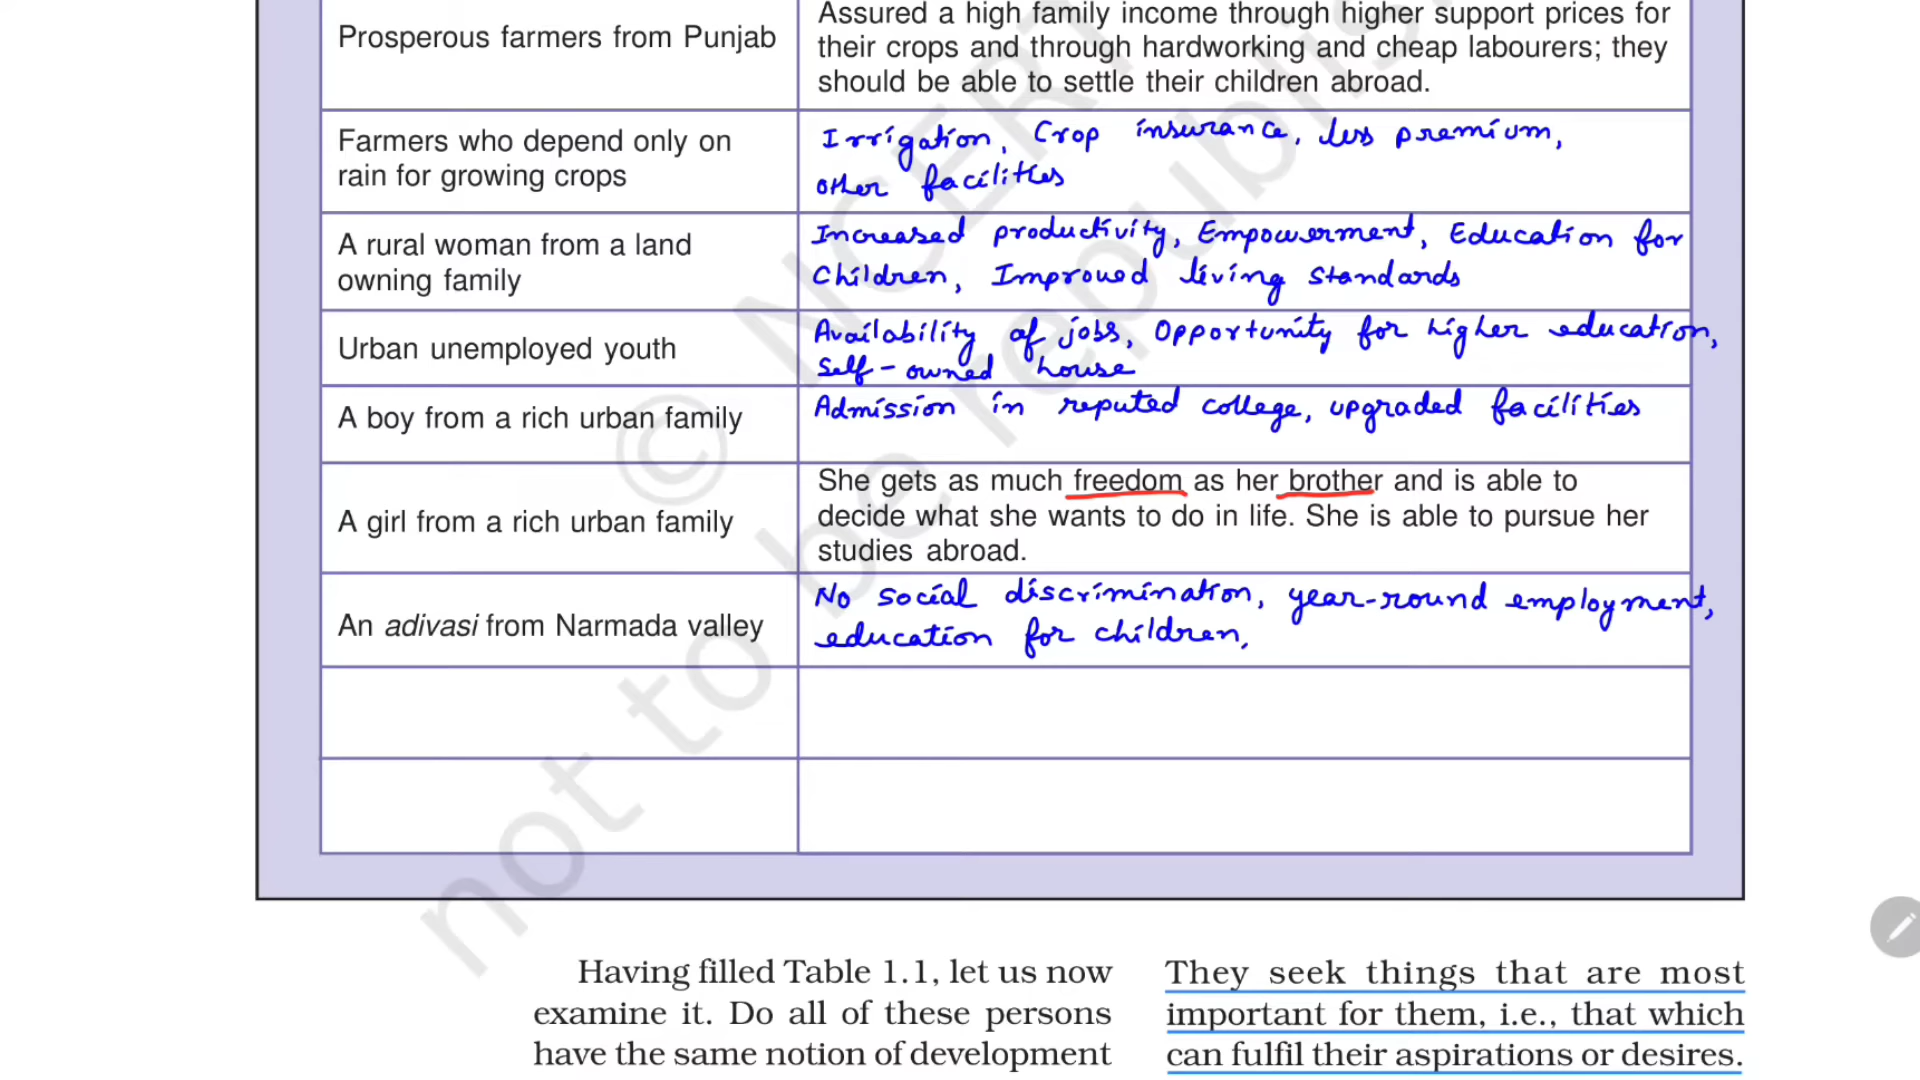 Assured a high family income through higher support prices for
Prosperous farmers from Punjab
their crops and through hardworking and cheap labourers; they
should be able to settle their children abroad.
Farmers who depend only on
rain for growing crops
Irrigation, Crop insurance, less premium,
other facilities
A rural woman from a land
owning family
Increased productivity, Empowerment, Education for
Children, Improved living standards
Urban unemployed youth
Availability of jobs, opportunity for higher education,
self-owned house
A boy from a rich urban family
Admission in reputed college, upgraded facilities
A girl from a rich urban family
She gets as much freedom as her brother and is able to
decide what she wants to do in life. She is able to pursue her
studies abroad.
An adivasi from Narmada valley
No social discrimination, year-round employment,
education for children,
© NCERT
not to be republis
Having filled Table 1.1, let us now
examine it. Do all of these persons
have the same notion of development
They seek things that are most
important for them, i.e., that which
can fulfil their aspirations or desires.